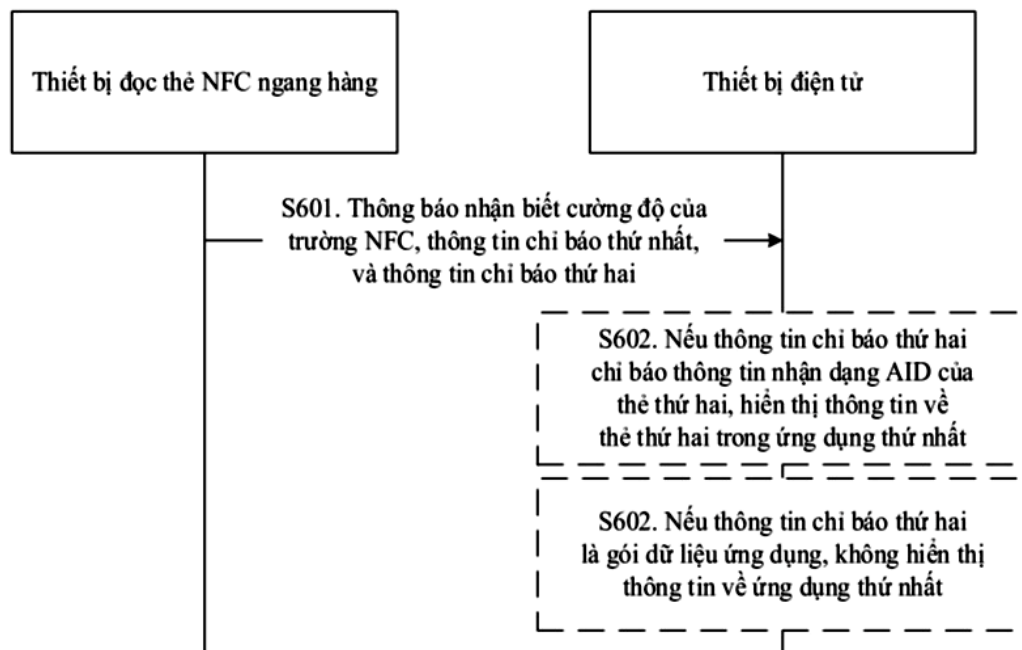 Thiết bị đọc thẻ NFC ngang hàng
Thiết bị điện tử
S601. Thông báo nhận biết cường độ của
trường NFC, thông tin chỉ báo thứ nhất,
và thông tin chỉ báo thứ hai
S602. Nếu thông tin chỉ báo thứ hai
chỉ báo thông tin nhận dạng AID của
thẻ thứ hai, hiển thị thông tin về
thẻ thứ hai trong ứng dụng thứ nhất
S602. Nếu thông tin chỉ báo thứ hai
là gói dữ liệu ứng dụng, không hiển thị
thông tin về ứng dụng thứ nhất